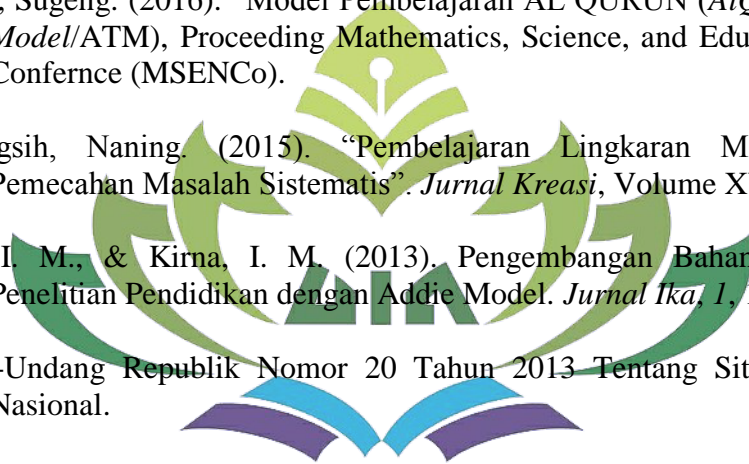 , Sugeng. (2016). “Model Pembelajaran AL QURUN (
Model/ATM), Proceeding Mathematics, Science, and Edu
Confernce (MSENCo).
gsih, Naning. (2015). “Pembelajaran Lingkaran M
Pemecahan Masalah Sistematis”. Jurnal Kreasi, Volume X
I. M., & Kirna, I. M. (2013). Pengembangan Bahan
Penelitian Pendidikan dengan Addie Model. Jurnal Ika, 1,
-Undang Republik Nomor 20 Tahun 2013 Tentang Sit
Nasional.